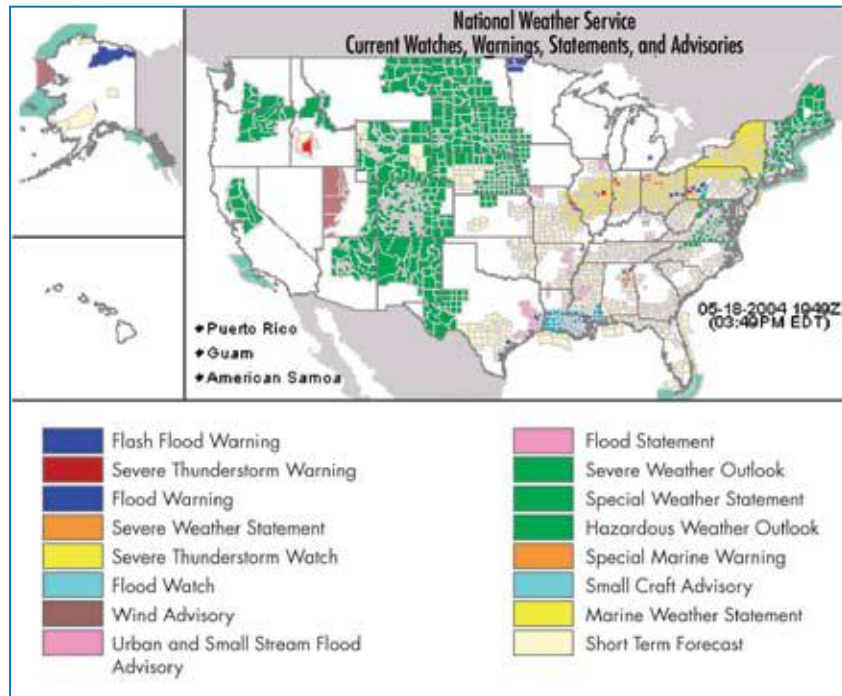 National Weather Service
Current Watches, Warnings, Statements, and Advisories
05-18-2004 1949Z
(03:49PM EDT)
Puerto Rico
Guam
American Samoa
Flash Flood Warning
Severe Thunderstorm Warning
Flood Warning
Severe Weather Statement
Severe Thunderstorm Watch
Flood Watch
Wind Advisory
Urban and Small Stream Flood
Advisory
Flood Statement
Severe Weather Outlook
Special Weather Statement
Hazardous Weather Outlook
Special Marine Warning
Small Craft Advisory
Marine Weather Statement
Short Term Forecast